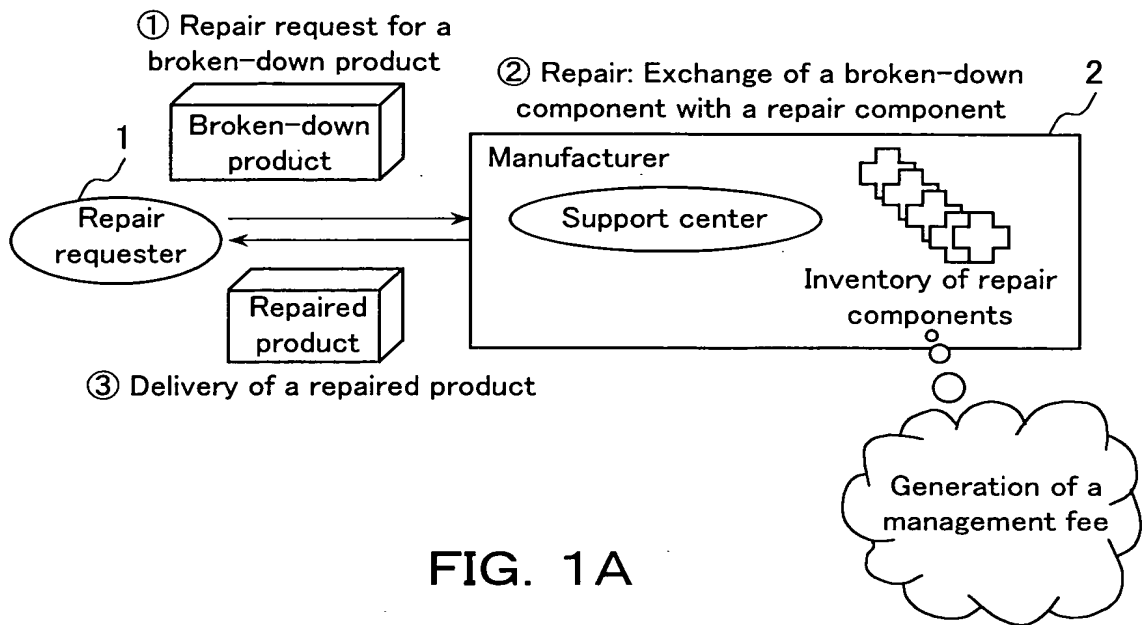 ① Repair request for a
broken-down product
Broken-down
product
1
Repair
requester
② Repair: Exchange of a broken-down
component with a repair component
2
Manufacturer
Support center
Inventory of repair
components
Repaired
product
③ Delivery of a repaired product
Generation of a
management fee
FIG. 1A